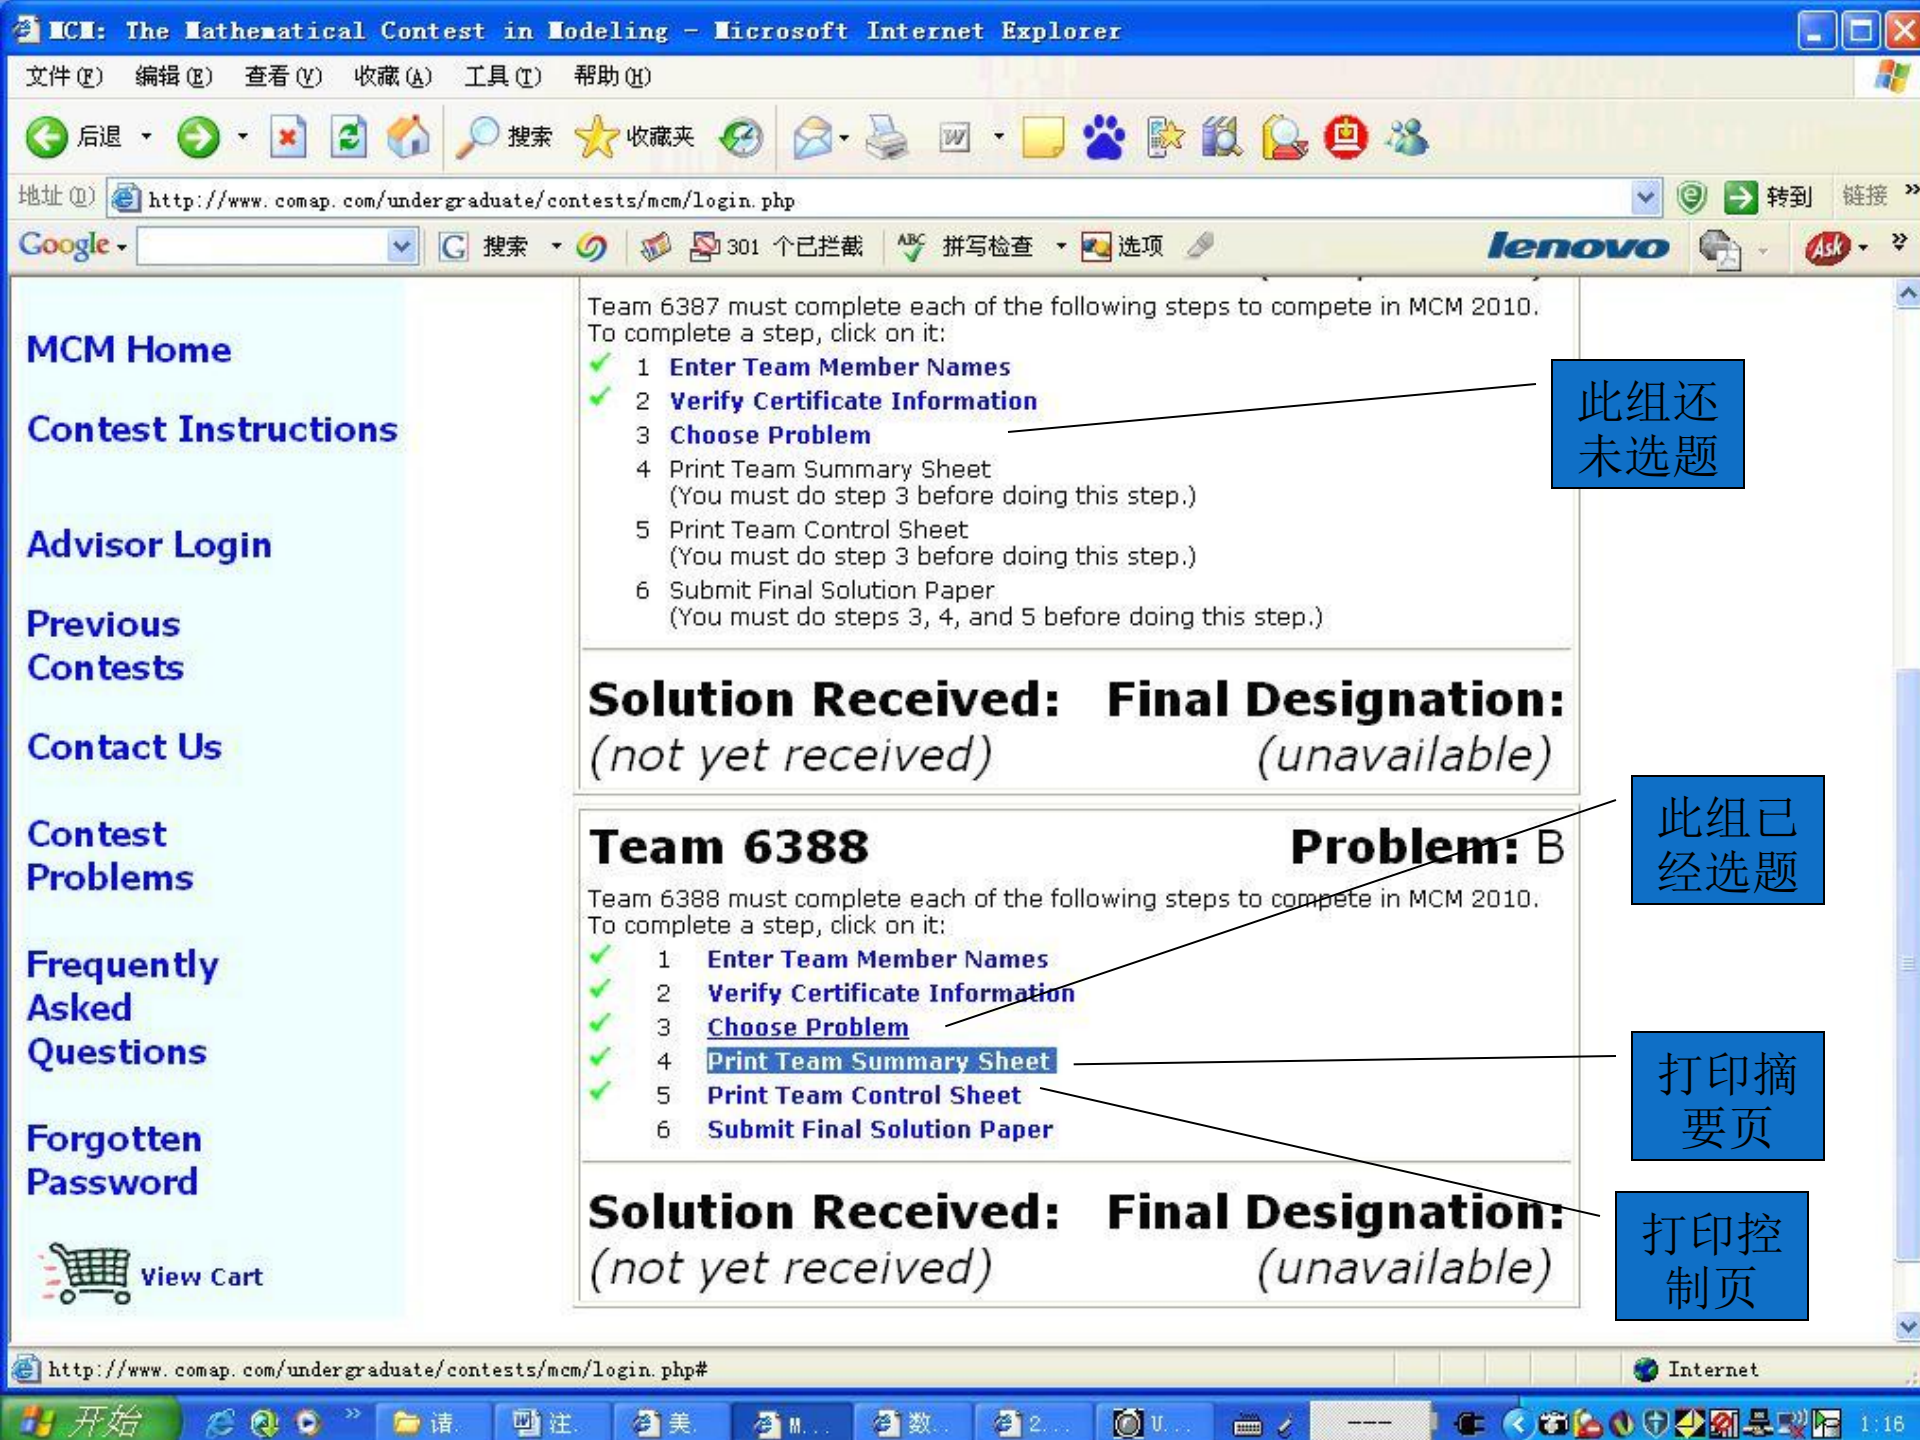 MCM: The Mathematical Contest in Modeling - Microsoft Internet Explorer
文件(F) 编辑(E) 查看(V) 收藏(A) 工具(T) 帮助(H)
后退 搜索 收藏夹
地址(D) http://www.comap.com/undergraduate/contests/mcm/login.php 转到 链接 »
Google 搜索 301 个已拦截 ABC 拼写检查 选项 lenovo Ask »
MCM Home
Contest Instructions
Advisor Login
Previous
Contests
Contact Us
Contest
Problems
Frequently
Asked
Questions
Forgotten
Password
View Cart
Team 6387 must complete each of the following steps to compete in MCM 2010.
To complete a step, click on it:
1 Enter Team Member Names
2 Verify Certificate Information
3 Choose Problem
4 Print Team Summary Sheet
(You must do step 3 before doing this step.)
5 Print Team Control Sheet
(You must do step 3 before doing this step.)
6 Submit Final Solution Paper
(You must do steps 3, 4, and 5 before doing this step.)
Solution Received: Final Designation:
(not yet received) (unavailable)
Team 6388 Problem: B
Team 6388 must complete each of the following steps to compete in MCM 2010.
To complete a step, click on it:
1 Enter Team Member Names
2 Verify Certificate Information
3 Choose Problem
4 Print Team Summary Sheet
5 Print Team Control Sheet
6 Submit Final Solution Paper
Solution Received: Final Designation:
(not yet received) (unavailable)
此组还
未选题
此组已
经选题
打印摘
要页
打印控
制页
http://www.comap.com/undergraduate/contests/mcm/login.php# Internet
开始 » 请. 注. 美. M... 数.. 2... U.. --- 1:16